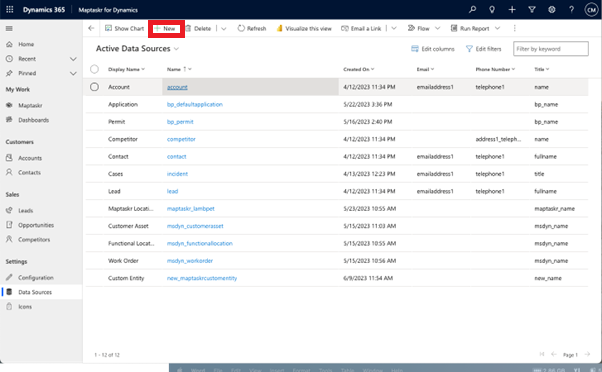 Dynamics 365 Maptaskr for Dynamics CM
Show Chart New Delete Refresh Visualize this view Email a Link Flow Run Report
Home
Recent
Pinned
My Work
Maptaskr
Dashboards
Customers
Accounts
Contacts
Sales
Leads
Opportunities
Competitors
Settings
Configuration
Data Sources
Icons
Active Data Sources Edit columns Edit filters Filter by keyword
Display Name Name ↑ Created On Email Phone Number Title
Account account 4/12/2023 11:34 PM emailaddress1 telephone1 name
Application bp_defaultapplication 5/22/2023 3:36 PM bp_name
Permit bp_permit 5/16/2023 2:40 PM bp_name
Competitor competitor 4/12/2023 11:34 PM address1_teleph... name
Contact contact 4/12/2023 11:34 PM emailaddress1 telephone1 fullname
Cases incident 4/13/2023 12:23 PM emailaddress1 telephone1 title
Lead lead 4/12/2023 11:34 PM emailaddress1 telephone1 fullname
Maptaskr Locati... maptaskr_lambpet 5/23/2023 10:55 AM maptaskr_name
Customer Asset msdyn_customerasset 5/15/2023 11:03 AM msdyn_name
Functional Locat... msdyn_functionallocation 5/15/2023 10:55 AM msdyn_name
Work Order msdyn_workorder 5/15/2023 10:56 AM msdyn_name
Custom Entity new_maptaskrcustomentity 6/9/2023 11:54 AM new_name
1 - 12 of 12 Page 1